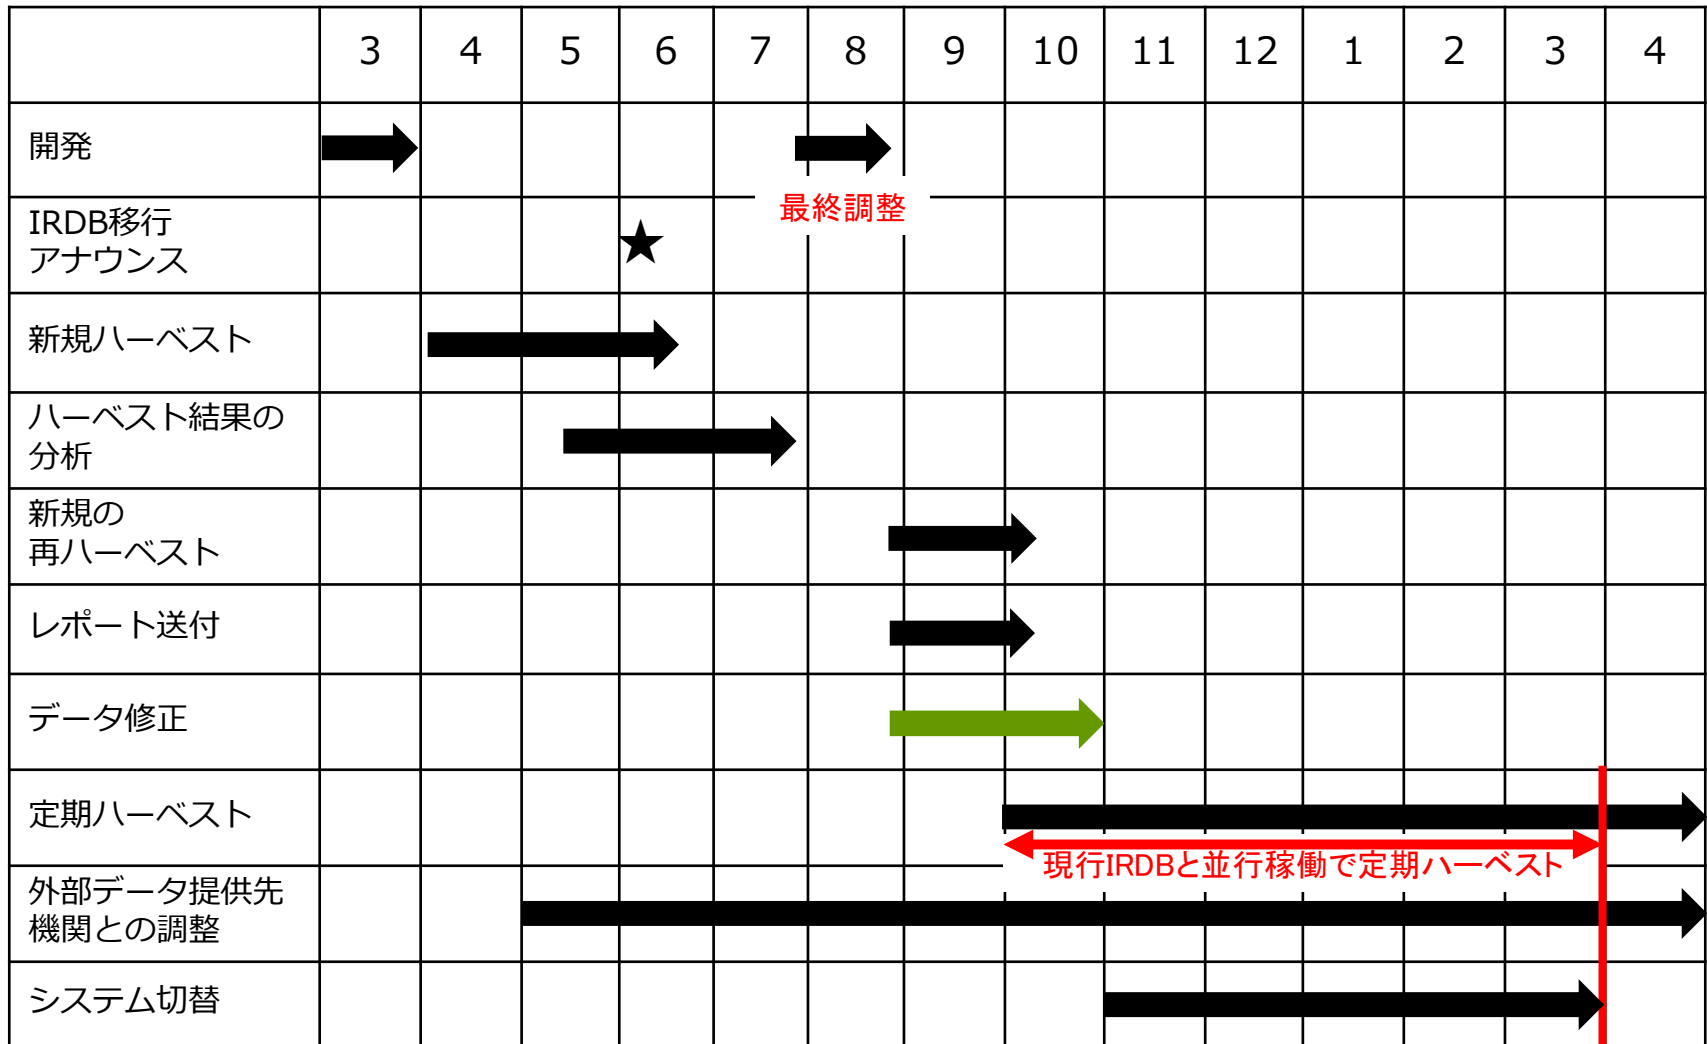 3 4 5 6 7 8 9 10 11 12 1 2 3 4
開発
最終調整
IRDB移行
アナウンス
★
新規ハーベスト
ハーベスト結果の
分析
新規の
再ハーベスト
レポート送付
データ修正
定期ハーベスト
現行IRDBと並行稼働で定期ハーベスト
外部データ提供先
機関との調整
システム切替